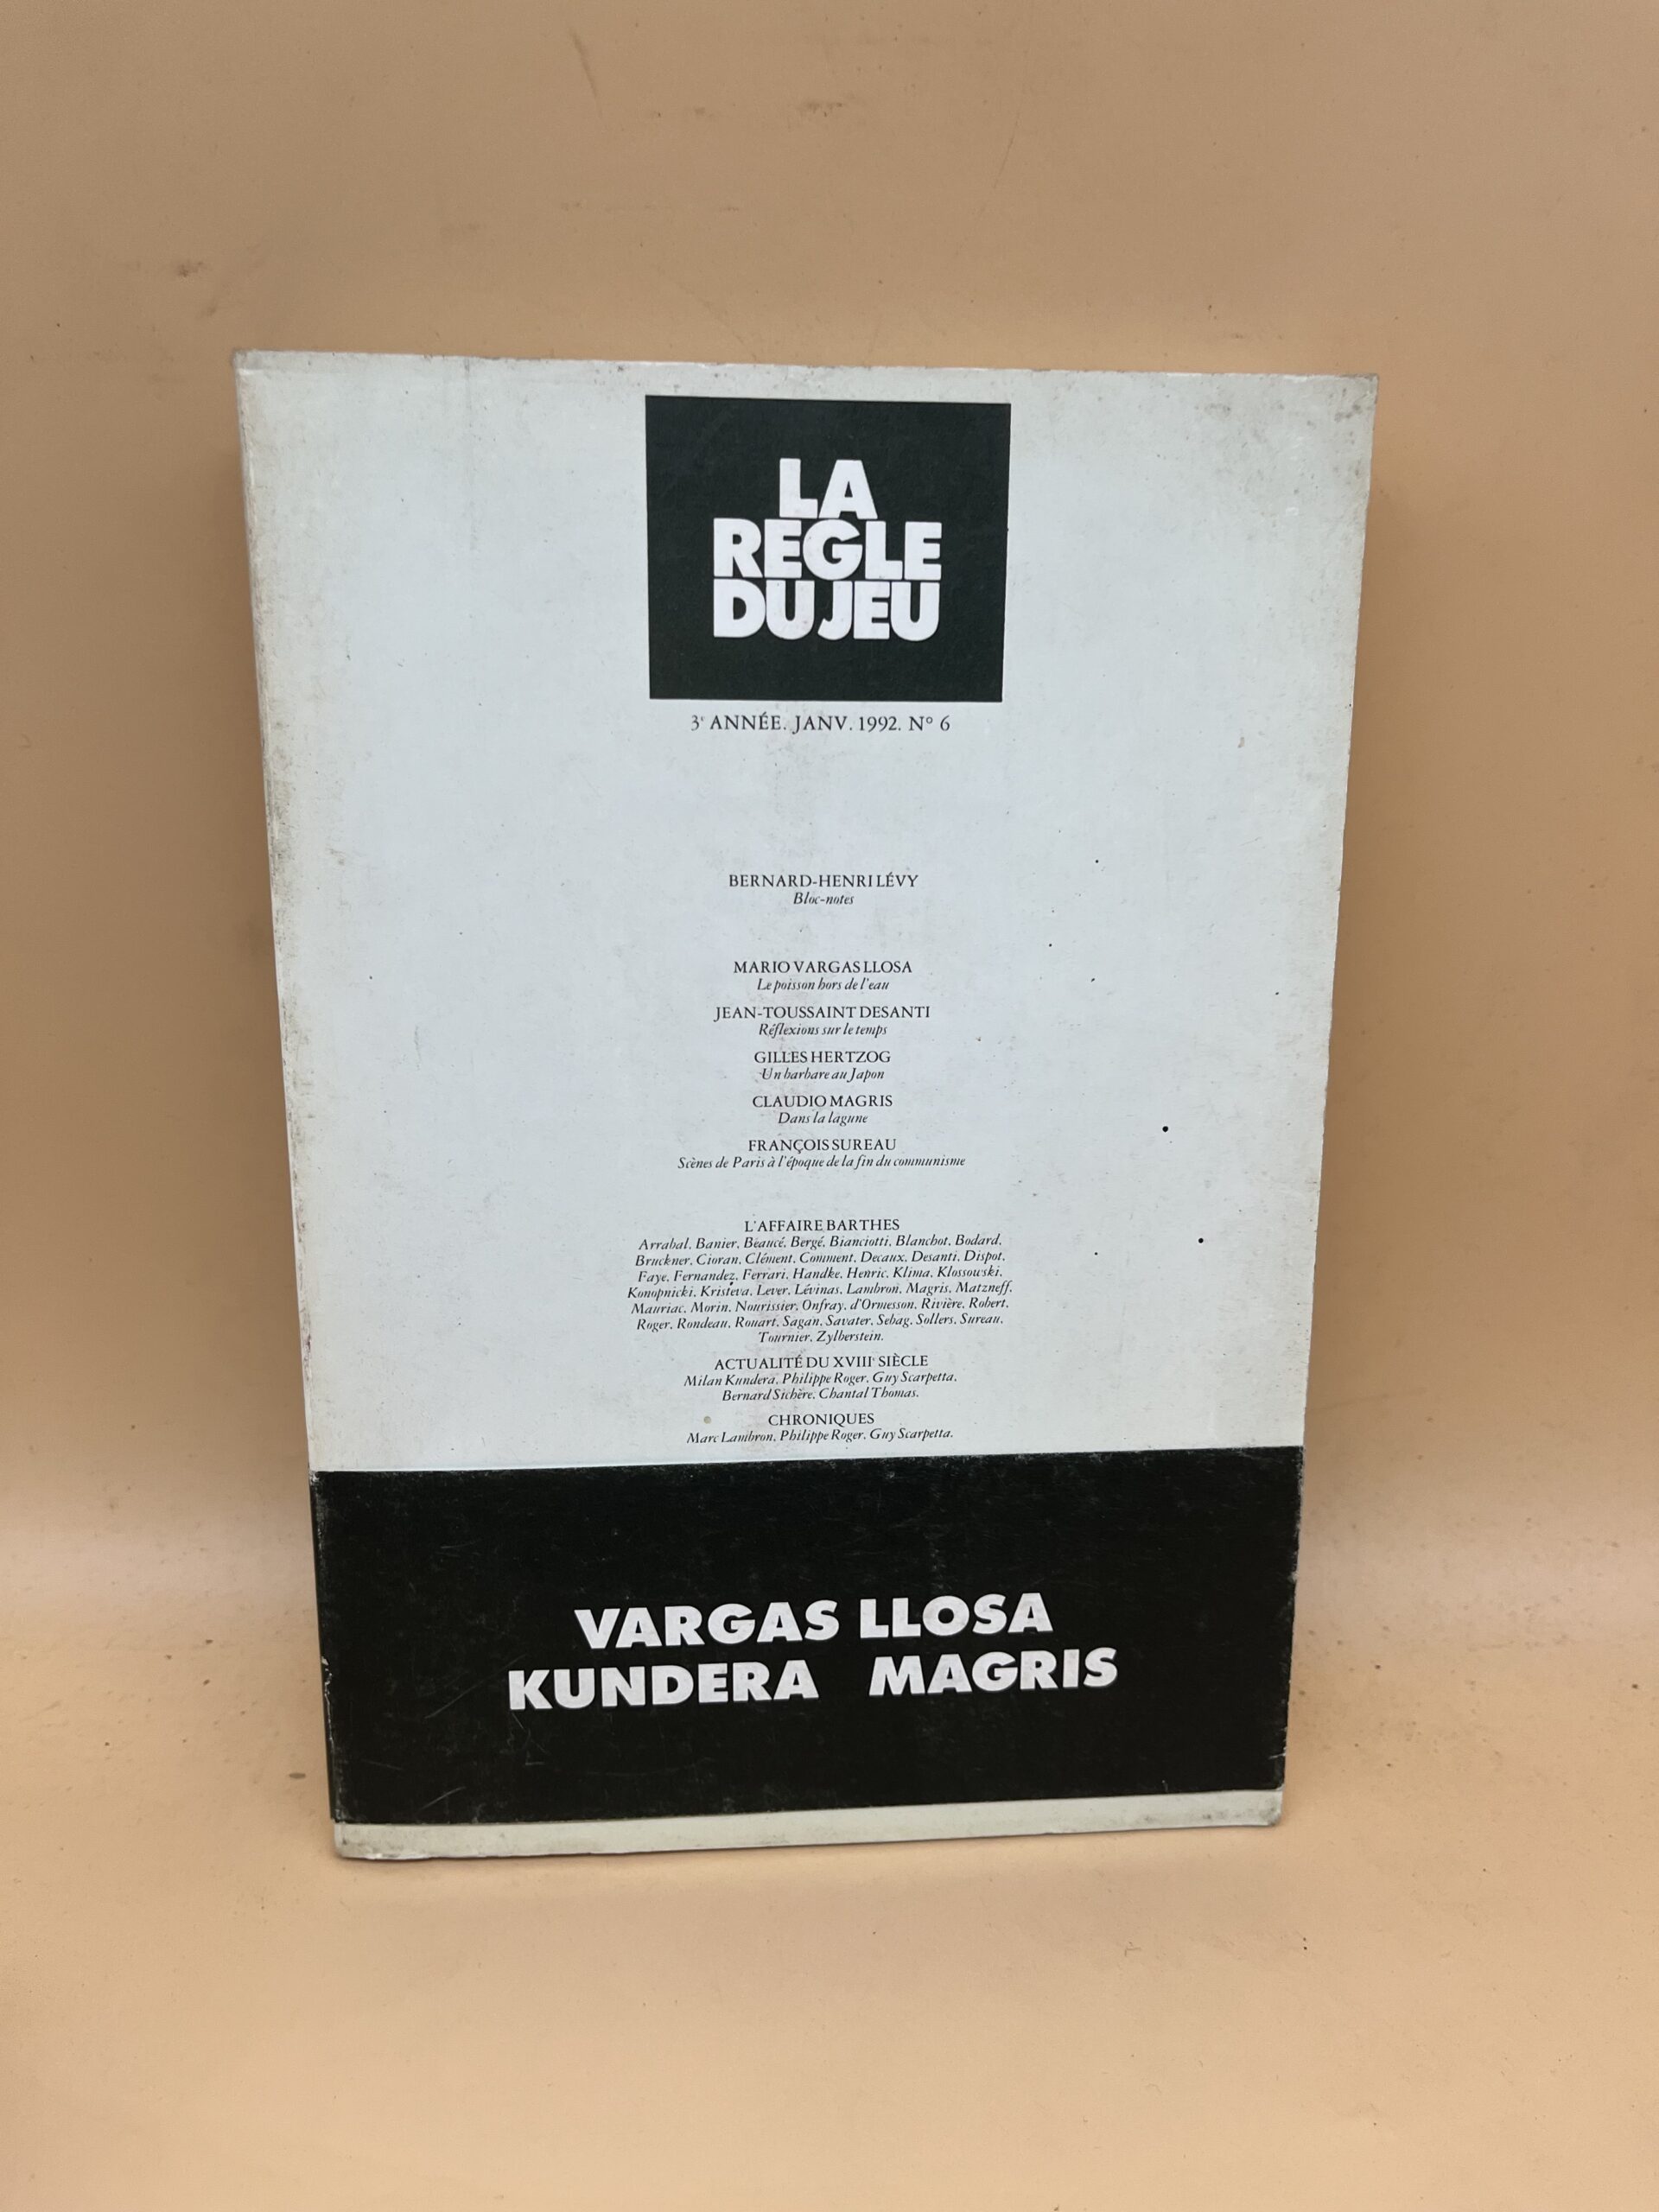 LA
REGLE
DU JEU
3e ANNÉE. JANV. 1992. N° 6
BERNARD-HENRI LÉVY
Bloc-notes
MARIO VARGAS LLOSA
Le poisson hors de l'eau
JEAN-TOUSSAINT DESANTI
Réflexions sur le temps
GILLES HERTZOG
Un barbare au Japon
CLAUDIO MAGRIS
Dans la lagune
FRANÇOIS SUREAU
Scènes de Paris à l'époque de la fin du communisme
L'AFFAIRE BARTHES
Arrabal, Banier, Beaucé, Bergé, Bianciotti, Blanchot, Bodard,
Bruckner, Cioran, Clément, Comment, Decaux, Desanti, Dispot,
Faye, Fernandez, Ferrari, Handke, Henric, Klima, Klossowski,
Konopnicki, Kristeva, Lever, Lévinas, Lambron, Magris, Matzneff,
Mauriac, Morin, Nourissier, Onfray, d'Ormesson, Rivière, Robert,
Roger, Rondeau, Rouart, Sagan, Savater, Sebag, Sollers, Sureau,
Tournier, Zylberstein.
ACTUALITÉ DU XVIIIe SIÈCLE
Milan Kundera, Philippe Roger, Guy Scarpetta,
Bernard Sichère, Chantal Thomas.
CHRONIQUES
Marc Lambron, Philippe Roger, Guy Scarpetta.
VARGAS LLOSA
KUNDERA MAGRIS